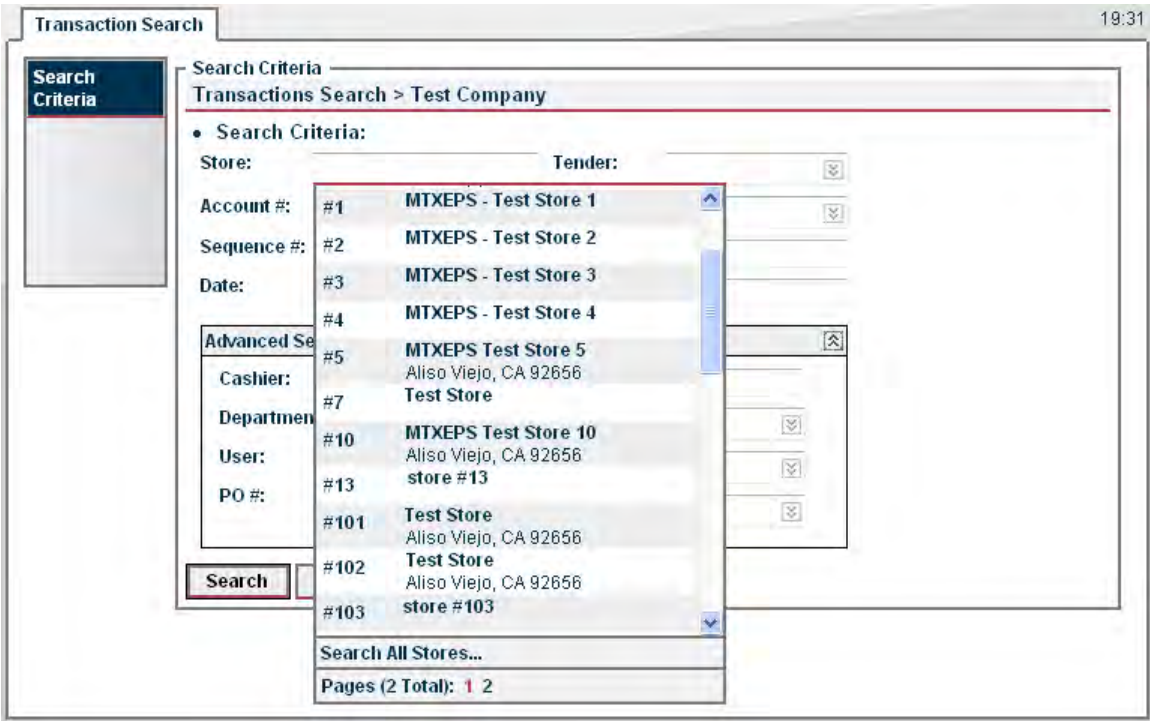 Transaction Search
19:31
Search Criteria
Search Criteria
Transactions Search > Test Company
• Search Criteria:
Store:
Tender:
Account #:
Sequence #:
Date:
#1 MTXEPS - Test Store 1
#2 MTXEPS - Test Store 2
#3 MTXEPS - Test Store 3
#4 MTXEPS - Test Store 4
#5 MTXEPS Test Store 5
Aliso Viejo, CA 92656
#7 Test Store
#10 MTXEPS Test Store 10
Aliso Viejo, CA 92656
#13 store #13
#101 Test Store
Aliso Viejo, CA 92656
#102 Test Store
Aliso Viejo, CA 92656
#103 store #103
Search All Stores...
Pages (2 Total): 1 2
Advanced Se
Cashier:
Departmen
User:
PO #:
Search